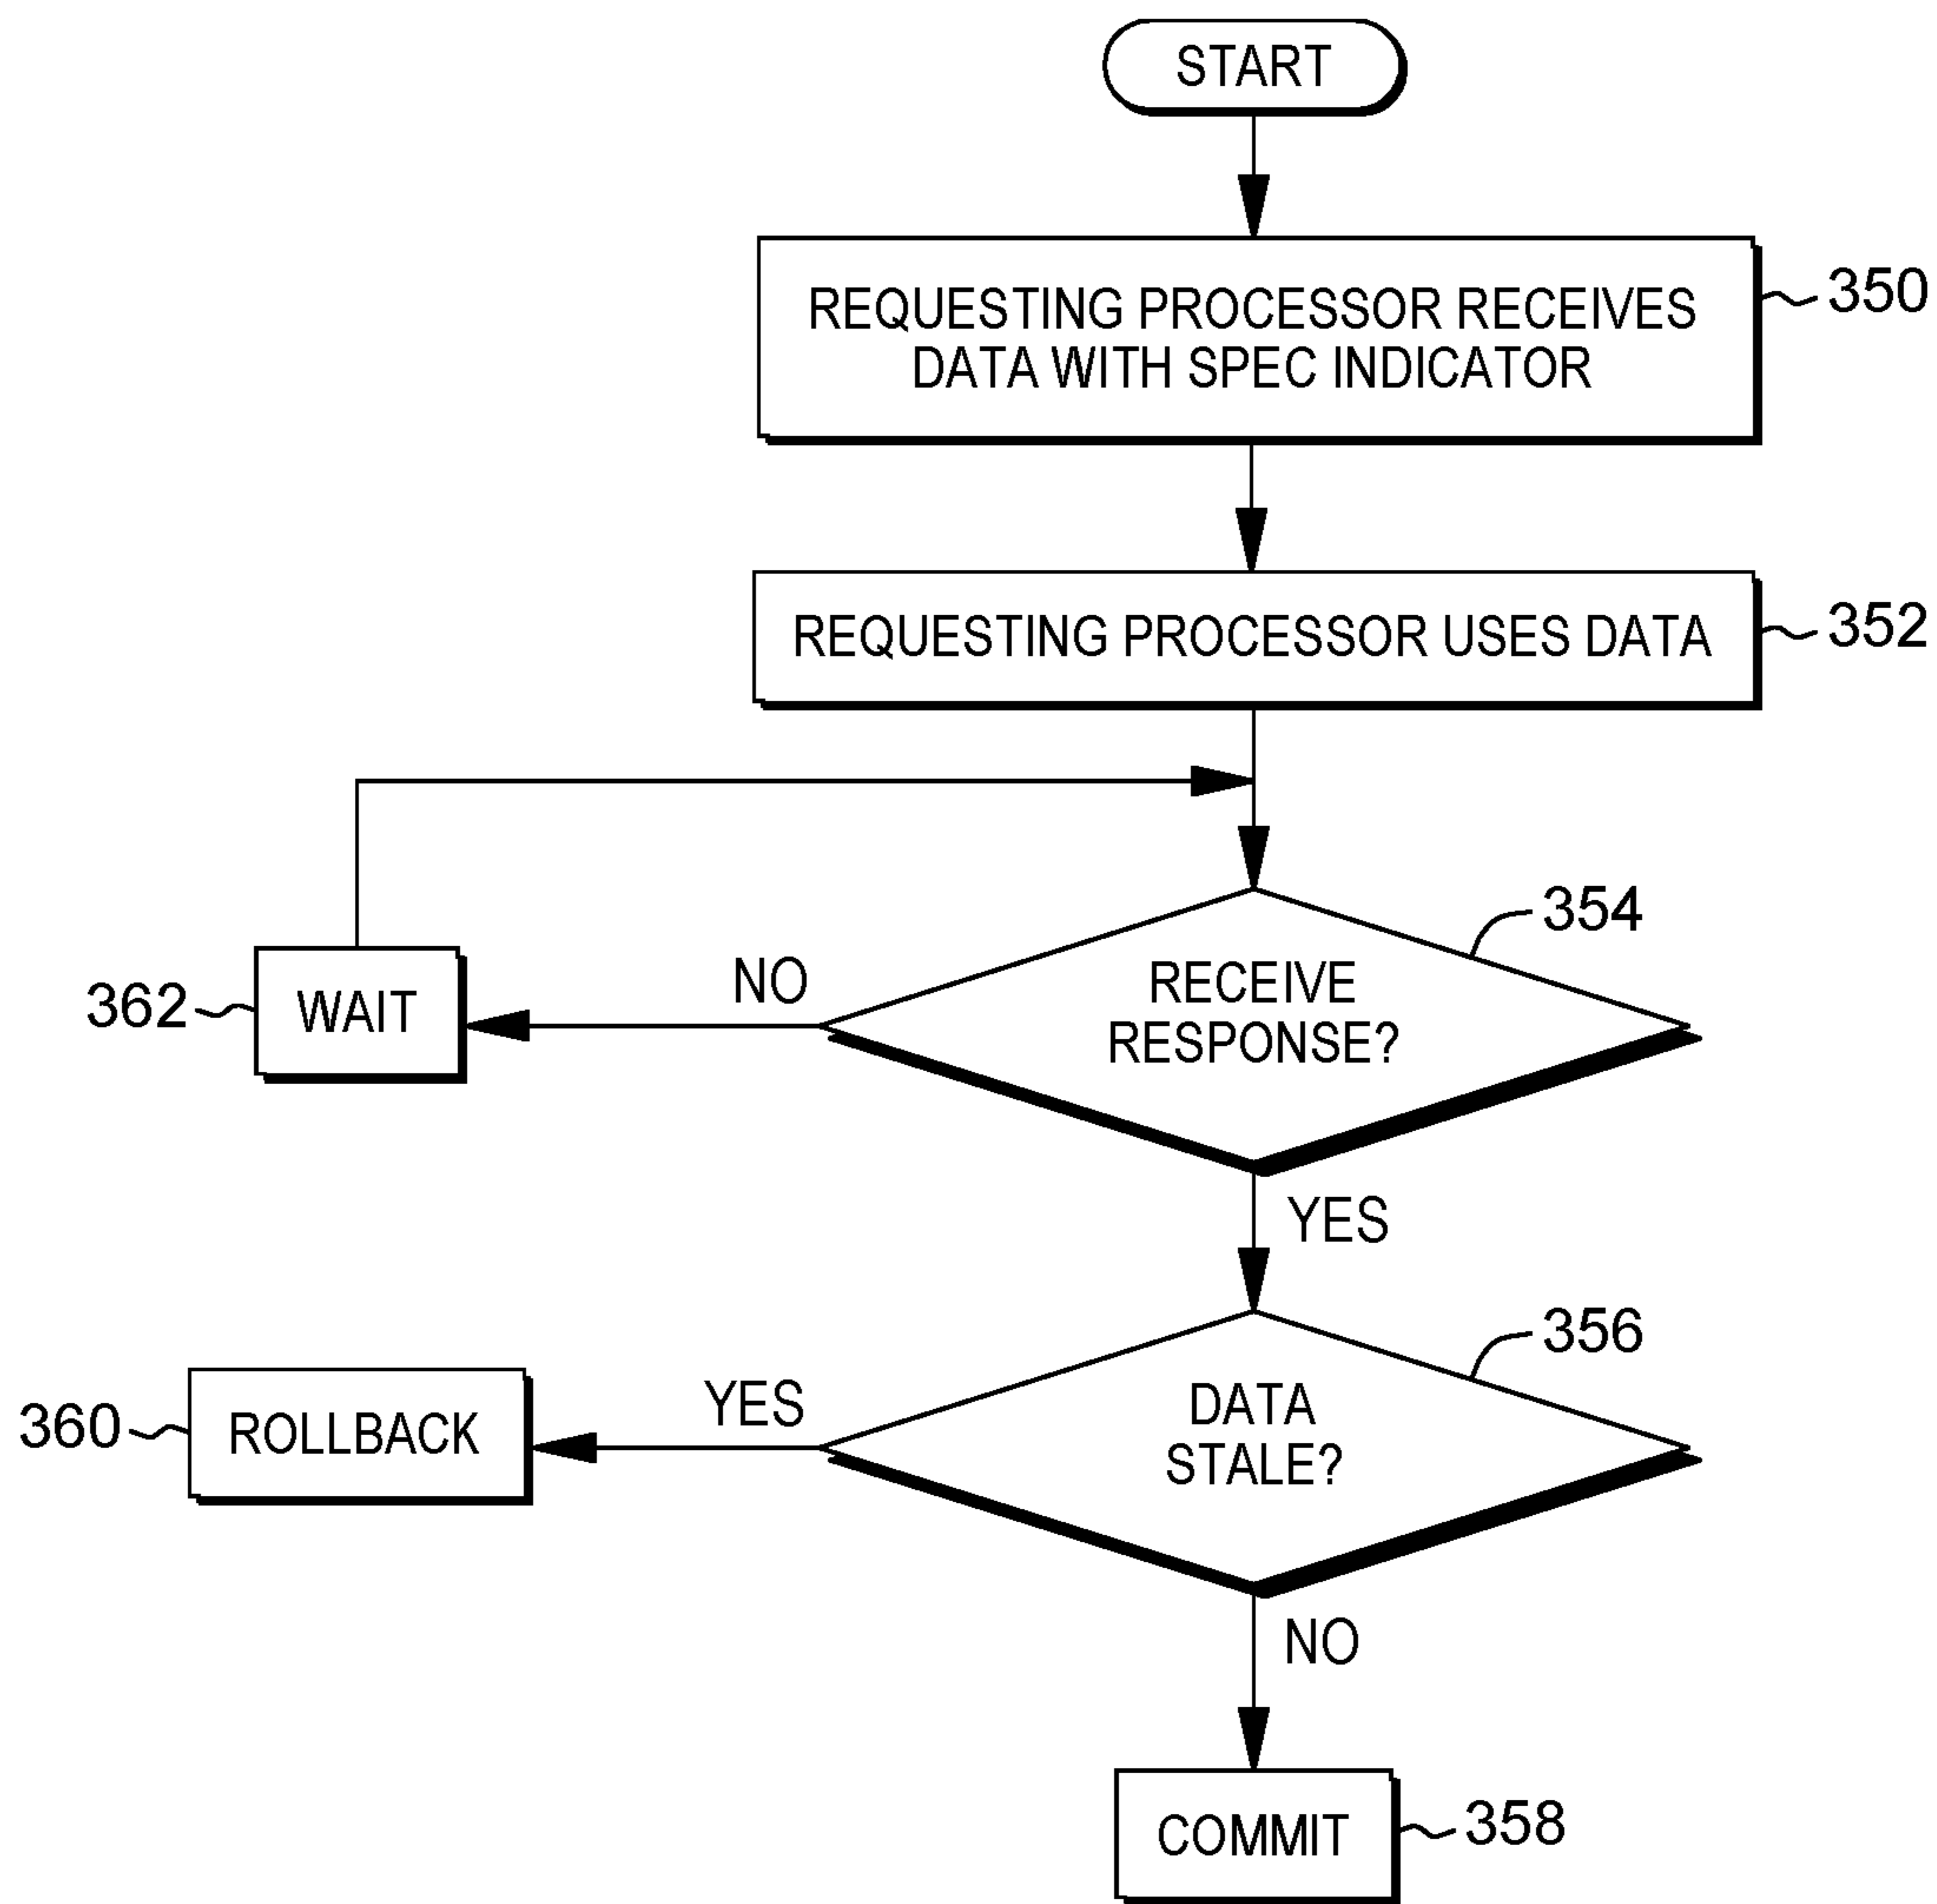 START
REQUESTING PROCESSOR RECEIVES
DATA WITH SPEC INDICATOR
350
REQUESTING PROCESSOR USES DATA
352
354
RECEIVE
RESPONSE?
NO
WAIT
362
YES
356
DATA
STALE?
YES
ROLLBACK
360
NO
COMMIT
358